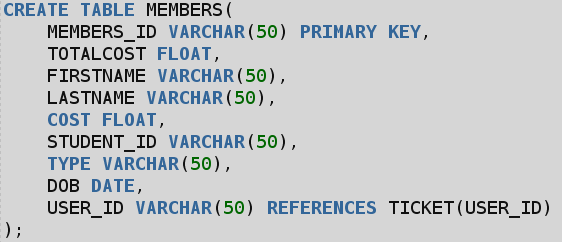 CREATE TABLE MEMBERS(
    MEMBERS_ID VARCHAR(50) PRIMARY KEY,
    TOTALCOST FLOAT,
    FIRSTNAME VARCHAR(50),
    LASTNAME VARCHAR(50),
    COST FLOAT,
    STUDENT_ID VARCHAR(50),
    TYPE VARCHAR(50),
    DOB DATE,
    USER_ID VARCHAR(50) REFERENCES TICKET(USER_ID)
);